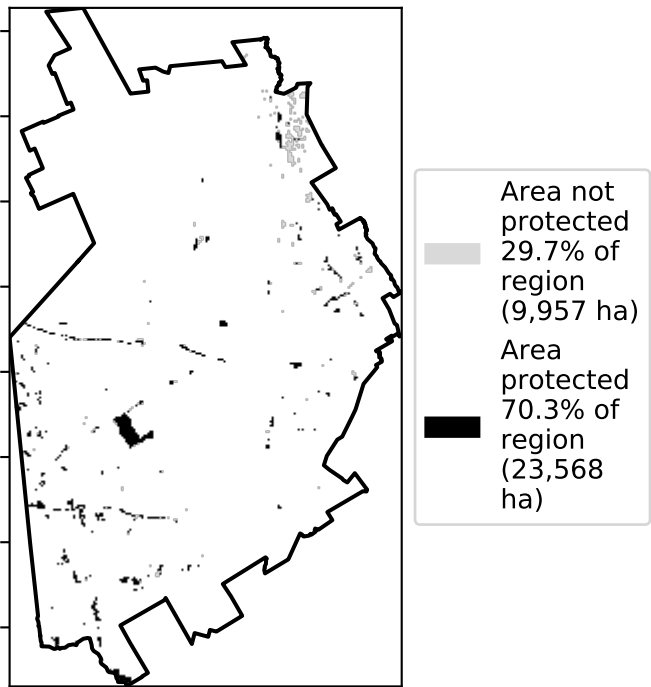 Area not
protected
29.7% of
region
(9,957 ha)
Area
protected
70.3% of
region
(23,568
ha)